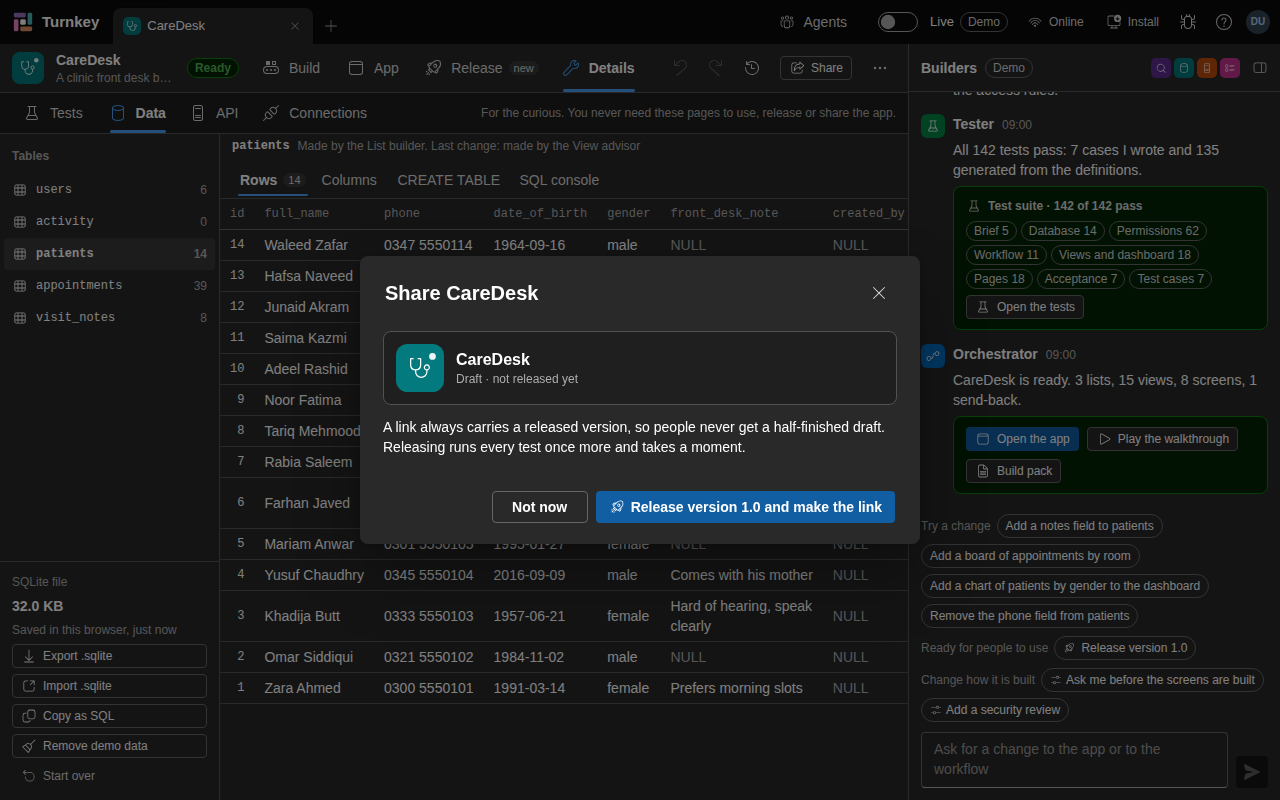 Turnkey
CareDesk
Agents
Live
Demo
Online
Install
DU
CareDesk
A clinic front desk b…
Ready
Build
App
Release new
Details
Share
Tests
Data
API
Connections
For the curious. You never need these pages to use, release or share the app.
Tables
users 6
activity 0
patients 14
appointments 39
visit_notes 8
SQLite file
32.0 KB
Saved in this browser, just now
Export .sqlite
Import .sqlite
Copy as SQL
Remove demo data
Start over
patients Made by the List builder. Last change: made by the View advisor
Rows 14 Columns CREATE TABLE SQL console
id full_name phone date_of_birth gender front_desk_note created_by
14 Waleed Zafar 0347 5550114 1964-09-16 male NULL NULL
13 Hafsa Naveed
12 Junaid Akram
11 Saima Kazmi
10 Adeel Rashid
9 Noor Fatima
8 Tariq Mehmood
7 Rabia Saleem
6 Farhan Javed
5 Mariam Anwar 0301 5550105 1995-01-27 female NULL NULL
4 Yusuf Chaudhry 0345 5550104 2016-09-09 male Comes with his mother NULL
3 Khadija Butt 0333 5550103 1957-06-21 female Hard of hearing, speak clearly NULL
2 Omar Siddiqui 0321 5550102 1984-11-02 male NULL NULL
1 Zara Ahmed 0300 5550101 1991-03-14 female Prefers morning slots NULL
Share CareDesk
CareDesk
Draft · not released yet
A link always carries a released version, so people never get a half-finished draft.
Releasing runs every test once more and takes a moment.
Not now
Release version 1.0 and make the link
Builders
Demo
the access rules.
Tester 09:00
All 142 tests pass: 7 cases I wrote and 135
generated from the definitions.
Test suite · 142 of 142 pass
Brief 5 Database 14 Permissions 62
Workflow 11 Views and dashboard 18
Pages 18 Acceptance 7 Test cases 7
Open the tests
Orchestrator 09:00
CareDesk is ready. 3 lists, 15 views, 8 screens, 1
send-back.
Open the app
Play the walkthrough
Build pack
Try a change Add a notes field to patients
Add a board of appointments by room
Add a chart of patients by gender to the dashboard
Remove the phone field from patients
Ready for people to use Release version 1.0
Change how it is built Ask me before the screens are built
Add a security review
Ask for a change to the app or to the
workflow